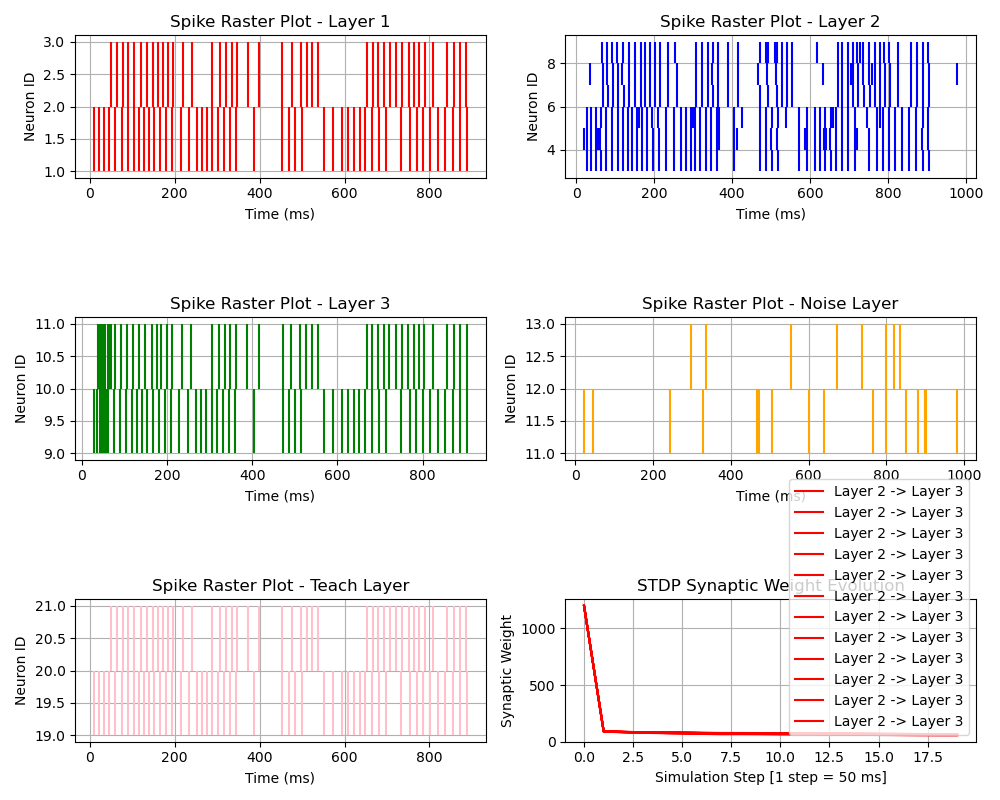 Spike Raster Plot - Layer 1
3.0
2.5
2.0
1.5
1.0
Neuron ID
0 200 400 600 800
Time (ms)
Spike Raster Plot - Layer 2
8
6
4
Neuron ID
0 200 400 600 800 1000
Time (ms)
Spike Raster Plot - Layer 3
11.0
10.5
10.0
9.5
9.0
Neuron ID
0 200 400 600 800
Time (ms)
Spike Raster Plot - Noise Layer
13.0
12.5
12.0
11.5
11.0
Neuron ID
0 200 400 600 800 1000
Time (ms)
Spike Raster Plot - Teach Layer
21.0
20.5
20.0
19.5
19.0
Neuron ID
0 200 400 600 800
Time (ms)
STDP Synaptic Weight Evolution
1000
500
0
Synaptic Weight
0.0 2.5 5.0 7.5 10.0 12.5 15.0 17.5
Simulation Step [1 step = 50 ms]
Layer 2 -> Layer 3
Layer 2 -> Layer 3
Layer 2 -> Layer 3
Layer 2 -> Layer 3
Layer 2 -> Layer 3
Layer 2 -> Layer 3
Layer 2 -> Layer 3
Layer 2 -> Layer 3
Layer 2 -> Layer 3
Layer 2 -> Layer 3
Layer 2 -> Layer 3
Layer 2 -> Layer 3